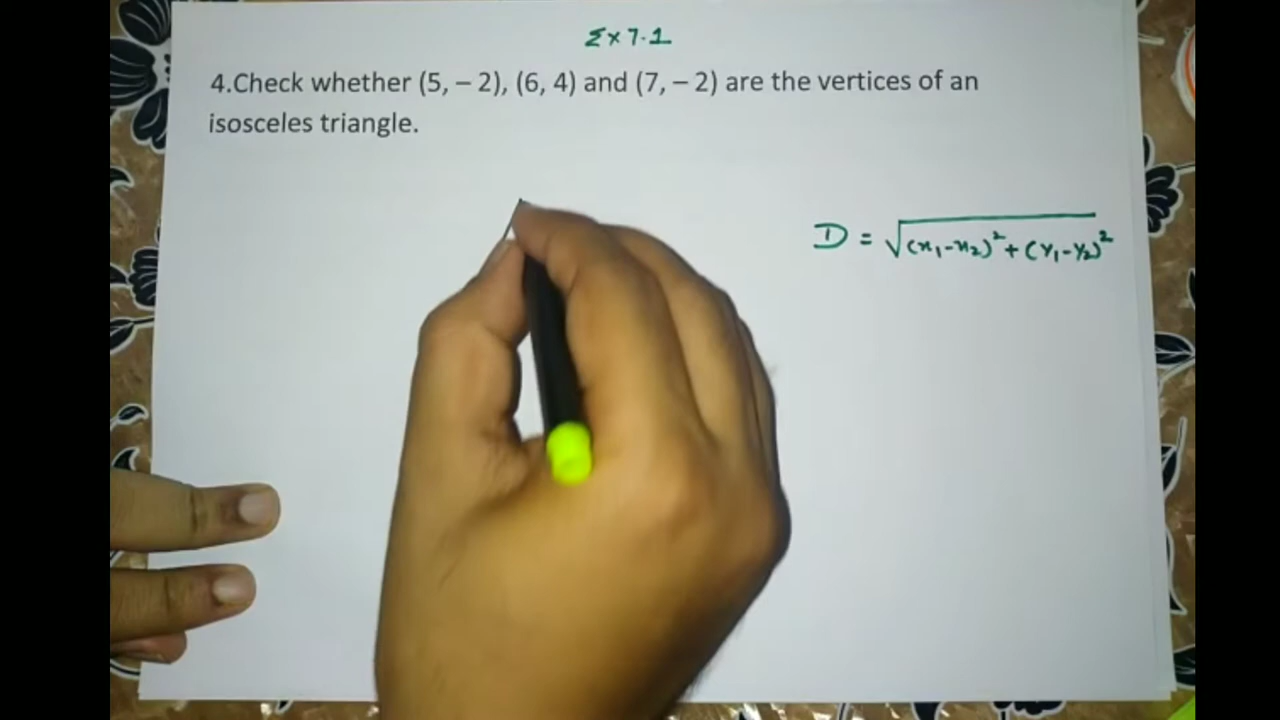 Ex 7.1
4.Check whether (5, – 2), (6, 4) and (7, – 2) are the vertices of an
isosceles triangle.
D = √(x₁-x₂)² + (y₁-y₂)²